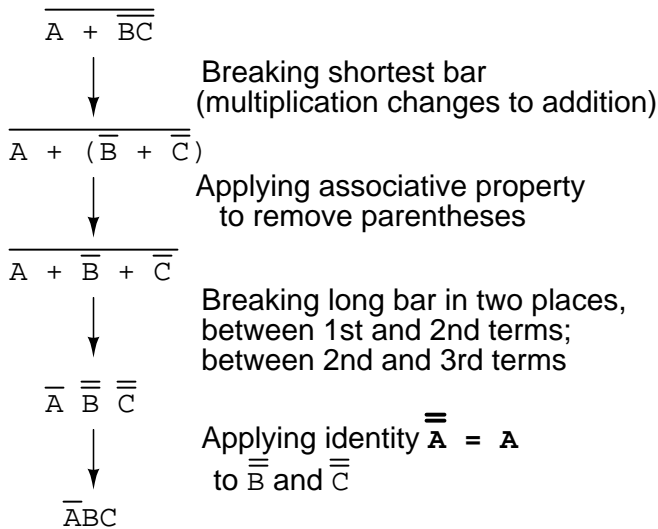 A̅ ̅+̅ ̅B̿C̿
Breaking shortest bar
(multiplication changes to addition)
A̅ ̅+̅ ̅(̅B̿ ̅+̅ ̅C̿)̅
Applying associative property
to remove parentheses
A̅ ̅+̅ ̅B̿ ̅+̅ ̅C̿
Breaking long bar in two places,
between 1st and 2nd terms;
between 2nd and 3rd terms
A̅ B̿ C̿
Applying identity A̿ = A
to B̿ and C̿
A̅BC